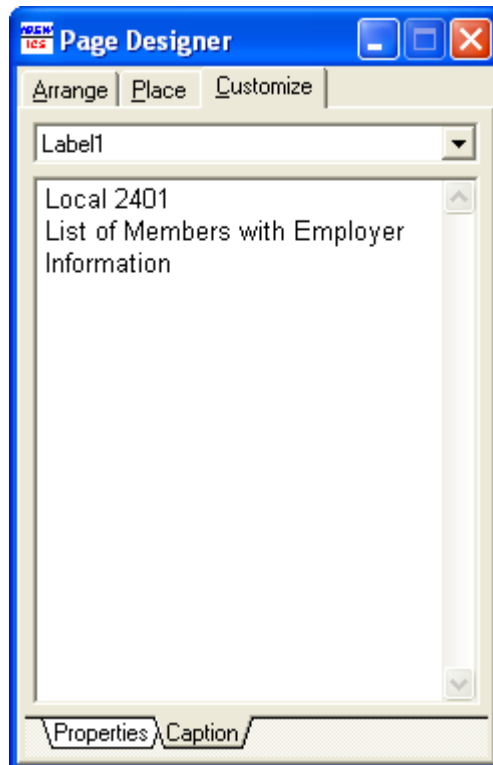 Page Designer
Arrange
Place
Customize
Label1
Local 2401
List of Members with Employer
Information
Properties
Caption